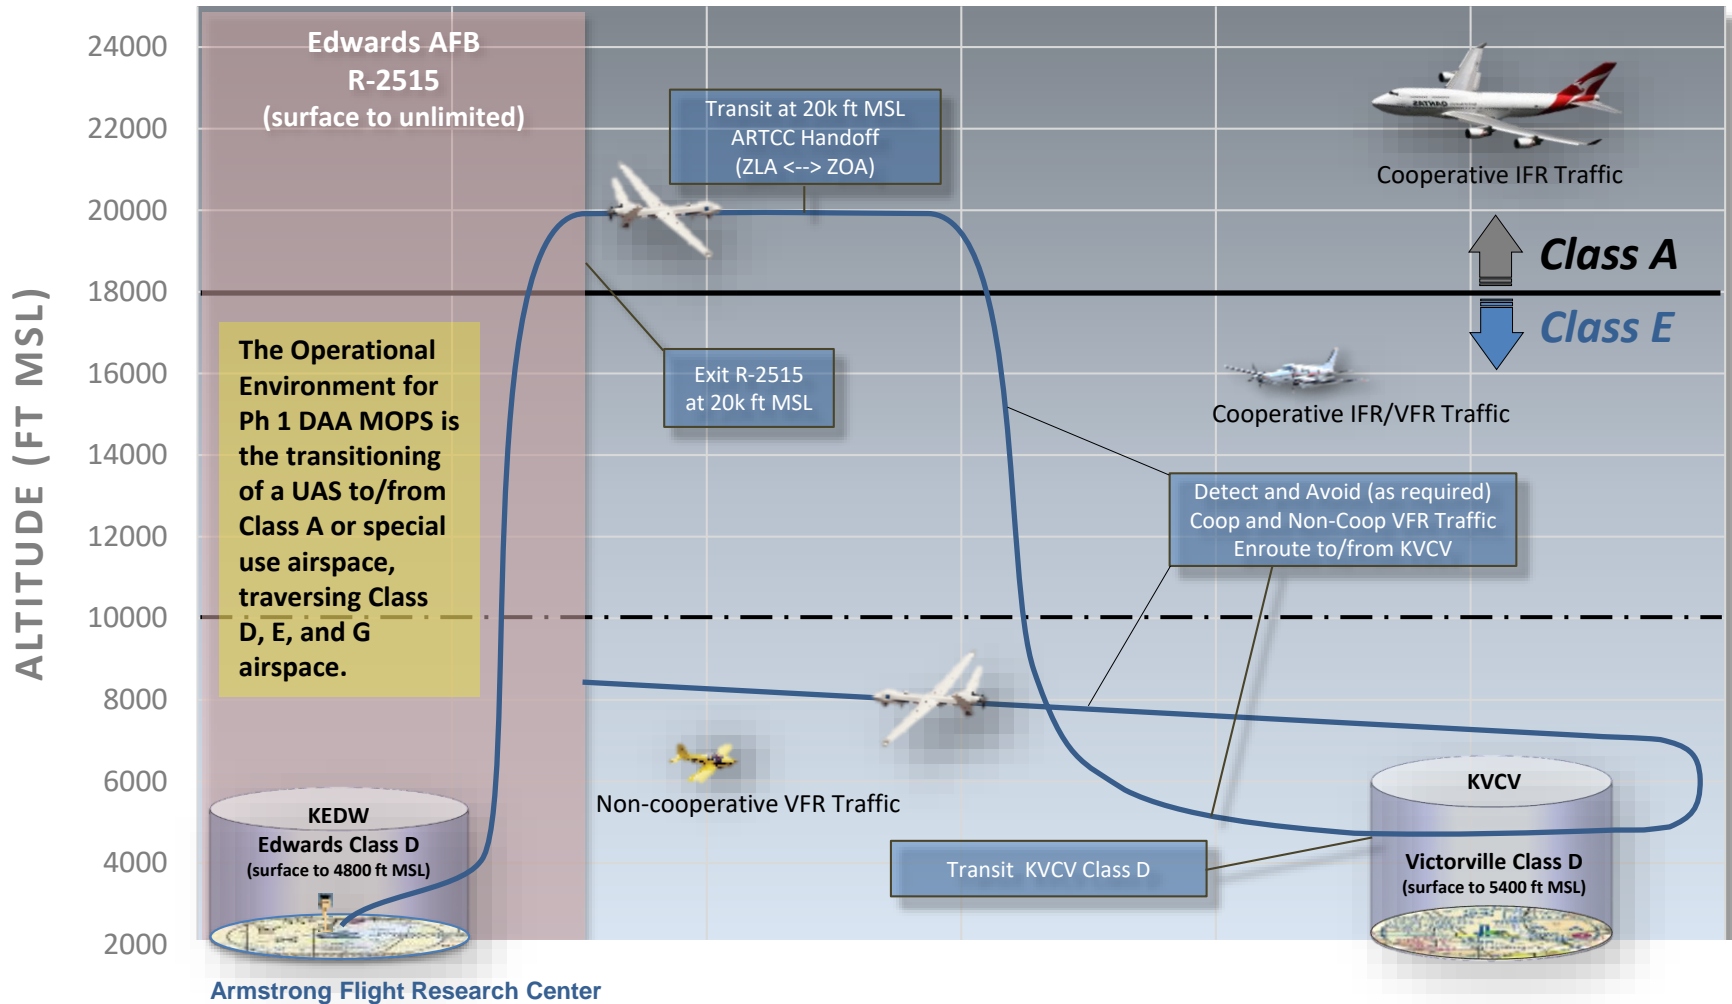 24000
22000
20000
18000
16000
14000
12000
10000
8000
6000
4000
2000
ALTITUDE (FT MSL)
Edwards AFB
R-2515
(surface to unlimited)
Transit at 20k ft MSL
ARTCC Handoff
(ZLA <--> ZOA)
QANTAS
Cooperative IFR Traffic
Class A
Class E
The Operational
Environment for
Ph 1 DAA MOPS is
the transitioning
of a UAS to/from
Class A or special
use airspace,
traversing Class
D, E, and G
airspace.
Exit R-2515
at 20k ft MSL
Cooperative IFR/VFR Traffic
Detect and Avoid (as required)
Coop and Non-Coop VFR Traffic
Enroute to/from KVCV
Non-cooperative VFR Traffic
KEDW
Edwards Class D
(surface to 4800 ft MSL)
KVCV
Transit  KVCV Class D
Victorville Class D
(surface to 5400 ft MSL)
Armstrong Flight Research Center